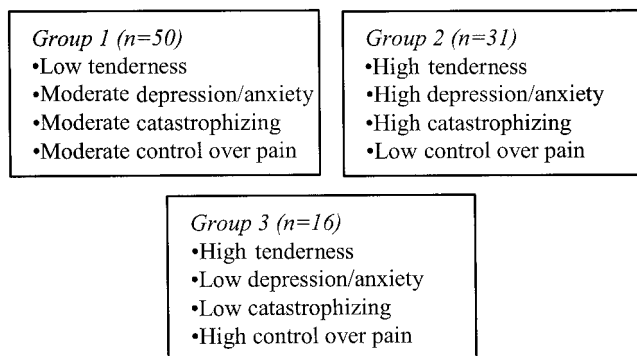 Group 1 (n=50)
•Low tenderness
•Moderate depression/anxiety
•Moderate catastrophizing
•Moderate control over pain
Group 2 (n=31)
•High tenderness
•High depression/anxiety
•High catastrophizing
•Low control over pain
Group 3 (n=16)
•High tenderness
•Low depression/anxiety
•Low catastrophizing
•High control over pain